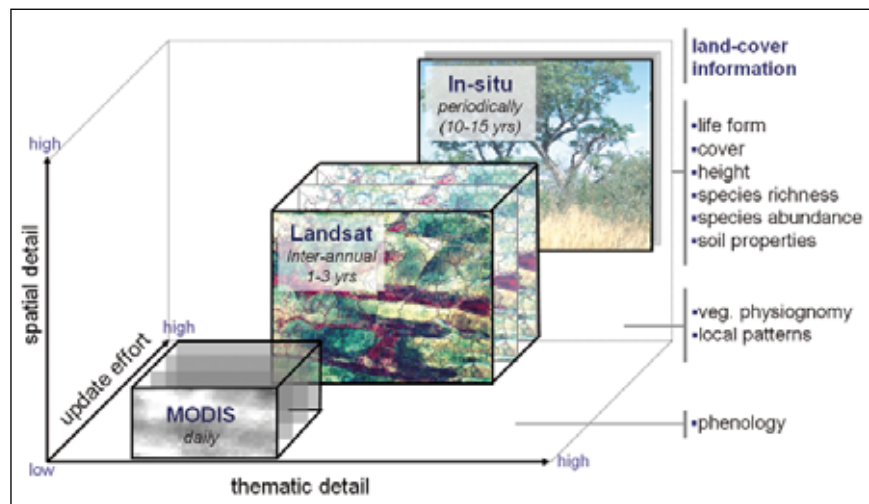 land-cover
information
In-situ
periodically
(10-15 yrs)
high
▪life form
▪cover
▪height
▪species richness
▪species abundance
▪soil properties
Landsat
Inter-annual
1-3 yrs
spatial detail
high
update effort
▪veg. physiognomy
▪local patterns
MODIS
daily
▪phenology
low
thematic detail
high